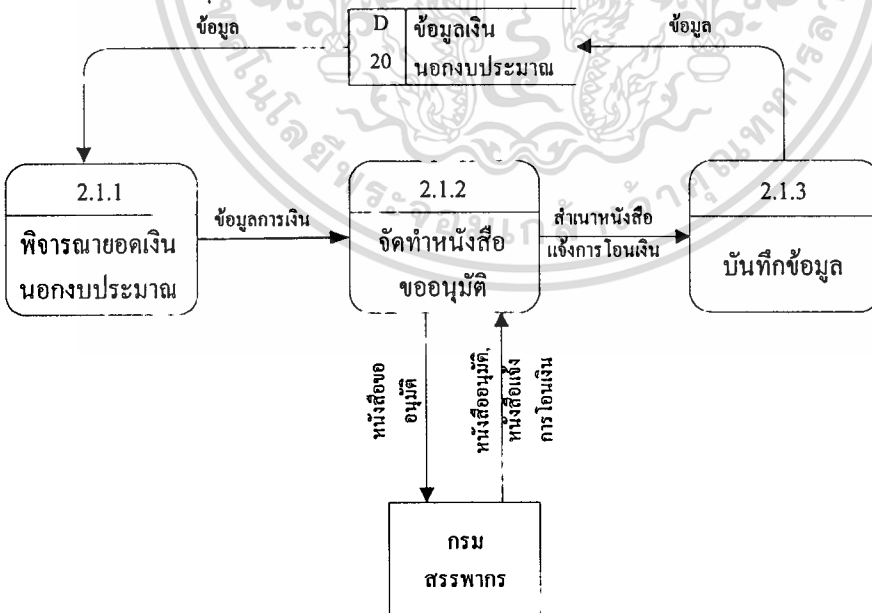 ข้อมูล
D
20
ข้อมูลเงิน
นอกงบประมาณ
ข้อมูล
2.1.1
พิจารณายอดเงิน
นอกงบประมาณ
ข้อมูลการเงิน
2.1.2
จัดทำหนังสือ
ขออนุมัติ
สำเนาหนังสือ
แจ้งการโอนเงิน
2.1.3
บันทึกข้อมูล
หนังสือขอ
อนุมัติ
หนังสืออนุมัติ,
หนังสือแจ้ง
การโอนเงิน
กรม
สรรพากร